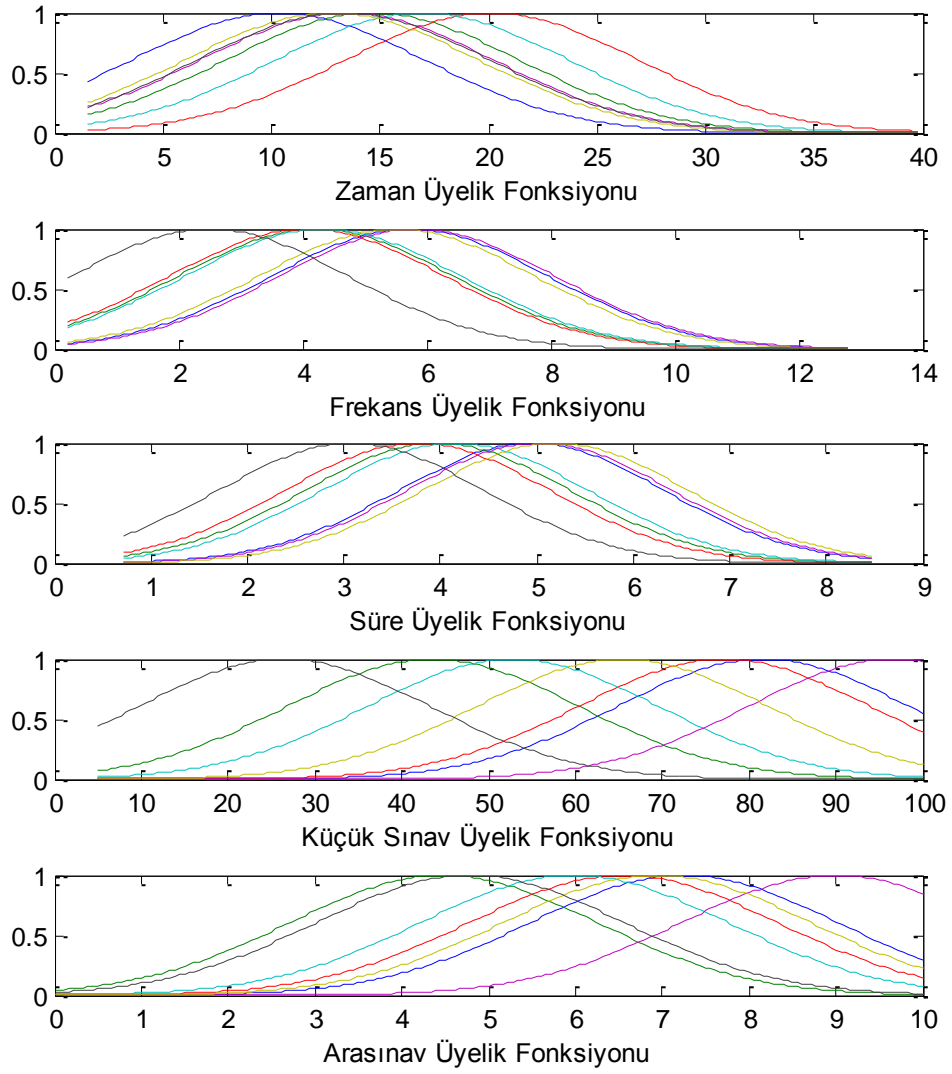 1
0.5
0
0 5 10 15 20 25 30 35 40
Zaman Üyelik Fonksiyonu
1
0.5
0
0 2 4 6 8 10 12 14
Frekans Üyelik Fonksiyonu
1
0.5
0
0 1 2 3 4 5 6 7 8 9
Süre Üyelik Fonksiyonu
1
0.5
0
0 10 20 30 40 50 60 70 80 90 100
Küçük Sınav Üyelik Fonksiyonu
1
0.5
0
0 1 2 3 4 5 6 7 8 9 10
Arasınav Üyelik Fonksiyonu